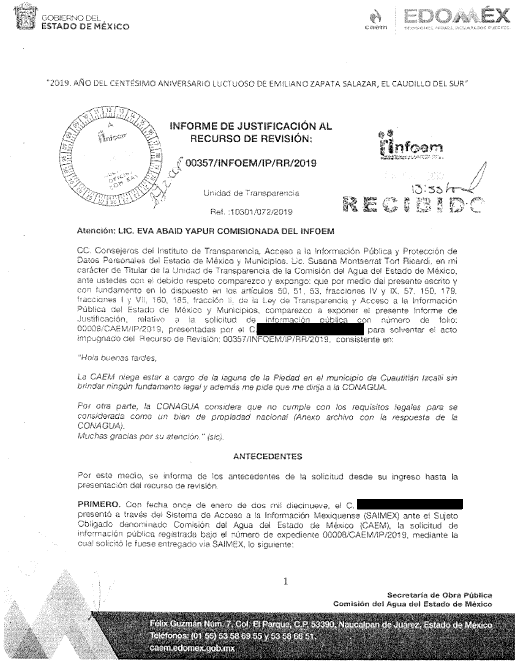 GOBIERNO DEL
ESTADO DE MÉXICO
caem
EDOMÉX
"2019. AÑO DEL CENTÉSIMO ANIVERSARIO LUCTUOSO DE EMILIANO ZAPATA SALAZAR, EL CAUDILLO DEL SUR"
infoem
INFORME DE JUSTIFICACIÓN AL
RECURSO DE REVISIÓN:
00357/INFOEM/IP/RR/2019
infoem
RECIBIDO
Unidad de Transparencia
Ref. :10301/072/2019
Atención: LIC. EVA ABAID YAPUR COMISIONADA DEL INFOEM
CC. Consejeros del Instituto de Transparencia, Acceso a la Información Pública y Protección de
Datos Personales del Estado de México y Municipios. Lic. Susana Montserrat Tort Ricardi, en mi
carácter de Titular de la Unidad de Transparencia de la Comisión del Agua del Estado de México,
ante ustedes con el debido respeto comparezco y expongo: que por medio del presente escrito y
con fundamento en lo dispuesto en los artículos 50, 51, 53, fracciones IV y IX, 57, 150, 179,
fracciones I y VII, 160, 185, fracción II, de la Ley de Transparencia y Acceso a la Información
Pública del Estado de México y Municipios, comparezco a exponer el presente Informe de
Justificación, relativo a la solicitud de información pública con número de folio:
00008/CAEM/IP/2019, presentadas por el C. para solventar el acto
impugnado del Recurso de Revisión: 00357/INFOEM/IP/RR/2019, consistente en:
"Hola buenas tardes,
La CAEM niega estar a cargo de la laguna de la Piedad en el municipio de Cuautitlán Izcalli sin
brindar ningún fundamento legal y además me pide que me dirija a la CONAGUA.
Por otra parte, la CONAGUA considera que no cumple con los requisitos legales para se
considerada como un bien de propiedad nacional (Anexo archivo con la respuesta de la
CONAGUA).
Muchas gracias por su atención." (sic).
ANTECEDENTES
Por este medio, se informa de los antecedentes de la solicitud desde su ingreso hasta la
presentación del recurso de revisión.
PRIMERO. Con fecha once de enero de dos mil diecinueve, el C.
presentó a través del Sistema de Acceso a la Información Mexiquense (SAIMEX) ante el Sujeto
Obligado denominado Comisión del Agua del Estado de México (CAEM), la solicitud de
información pública registrada bajo el número de expediente 00008/CAEM/IP/2019, mediante la
cual solicitó le fuese entregado vía SAIMEX, lo siguiente:
1
Secretaría de Obra Pública
Comisión del Agua del Estado de México
Félix Guzmán Núm. 7, Col. El Parque, C.P. 53390, Naucalpan de Juárez, Estado de México
Teléfonos: (01 55) 53 58 69 55 y 53 58 66 51.
caem.edomex.gob.mx